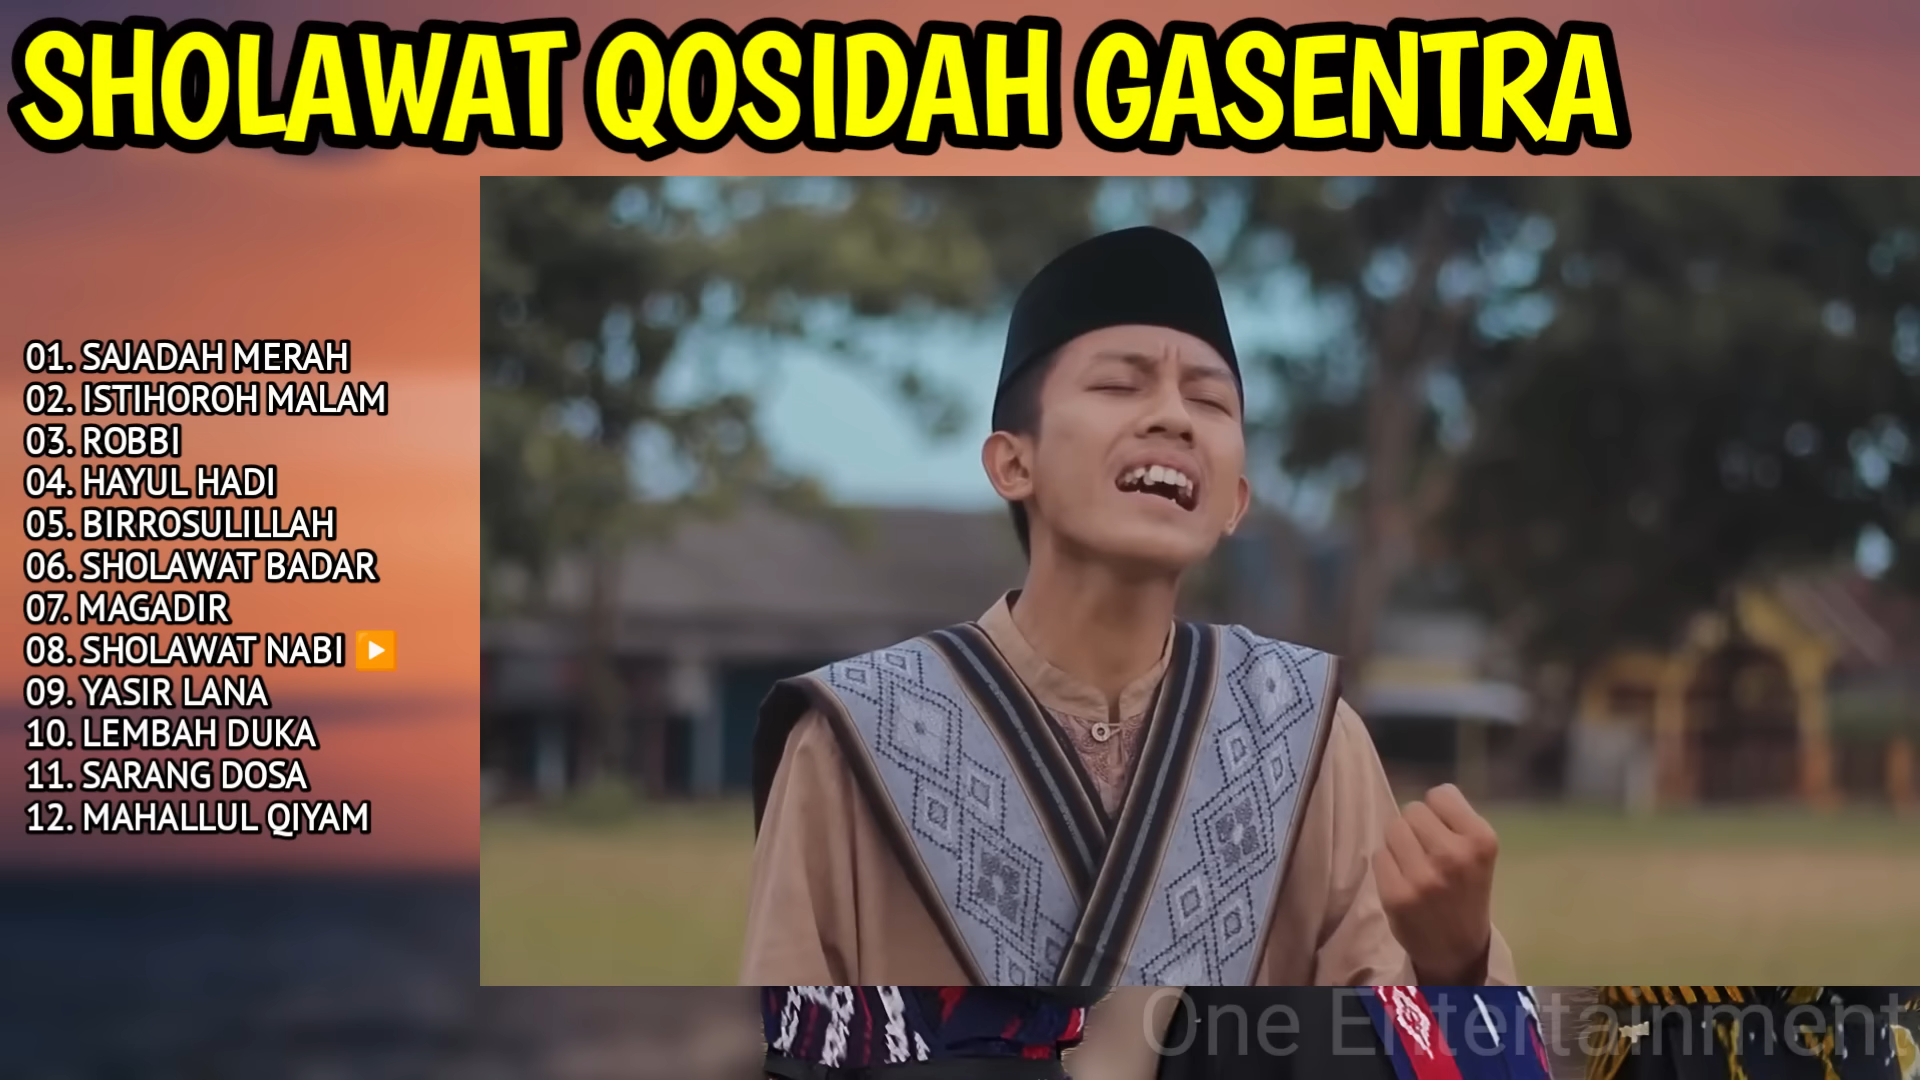 SHOLAWAT QOSIDAH GASENTRA
01. SAJADAH MERAH
02. ISTIHOROH MALAM
03. ROBBI
04. HAYUL HADI
05. BIRROSULILLAH
06. SHOLAWAT BADAR
07. MAGADIR
08. SHOLAWAT NABI
09. YASIR LANA
10. LEMBAH DUKA
11. SARANG DOSA
12. MAHALLUL QIYAM
One Entertainment